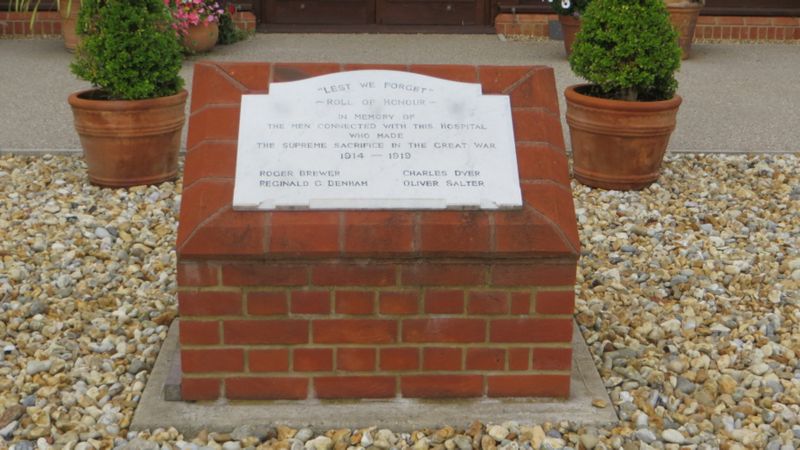 "LEST WE FORGET"
~ROLL OF HONOUR~
IN MEMORY OF
THE MEN CONNECTED WITH THIS HOSPITAL
WHO MADE
THE SUPREME SACRIFICE IN THE GREAT WAR
1914 — 1919
ROGER BREWER CHARLES DYER
REGINALD G DENHAM OLIVER SALTER